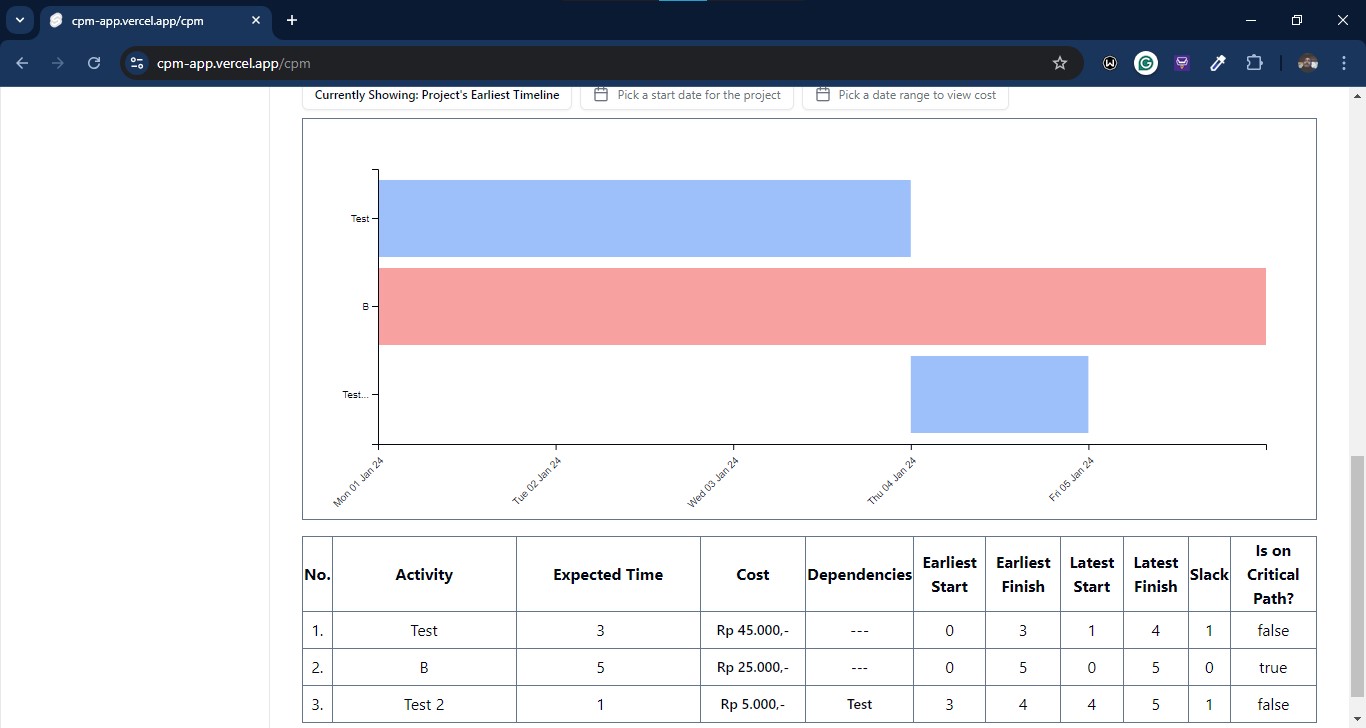 cpm-app.vercel.app/cpm
cpm-app.vercel.app/cpm
Currently Showing: Project's Earliest Timeline
Pick a start date for the project
Pick a date range to view cost
Test
B
Test...
Mon 01 Jan 24
Tue 02 Jan 24
Wed 03 Jan 24
Thu 04 Jan 24
Fri 05 Jan 24
No. Activity Expected Time Cost Dependencies Earliest Start Earliest Finish Latest Start Latest Finish Slack Is on Critical Path?
1. Test 3 Rp 45.000,- --- 0 3 1 4 1 false
2. B 5 Rp 25.000,- --- 0 5 0 5 0 true
3. Test 2 1 Rp 5.000,- Test 3 4 4 5 1 false